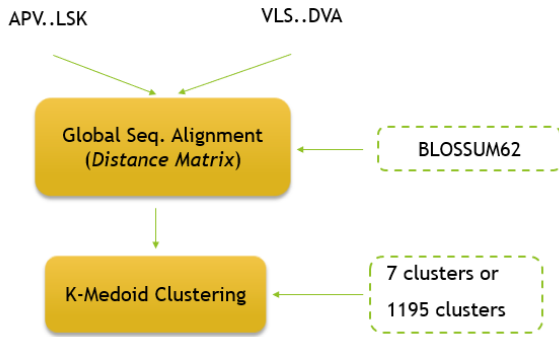 APV..LSK
VLS..DVA
Global Seq. Alignment
(Distance Matrix)
BLOSSUM62
K-Medoid Clustering
7 clusters or
1195 clusters